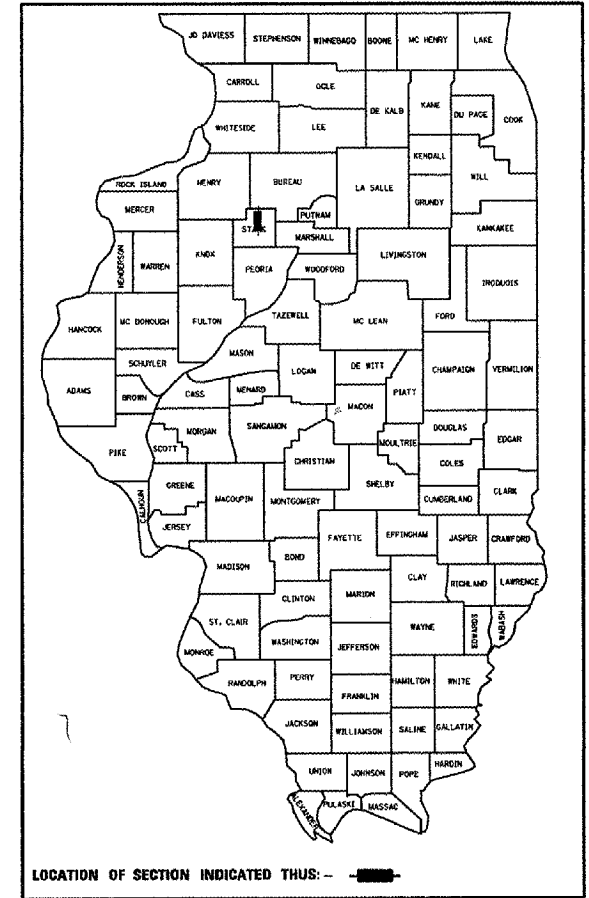 JO DAVIESS STEPHENSON WINNEBAGO BOONE MC HENRY LAKE
CARROLL OGLE
DE KALB KANE DU PAGE COOK
WHITESIDE LEE
KENDALL WILL
ROCK ISLAND HENRY BUREAU LA SALLE
MERCER PUTNAM GRUNDY
STARK MARSHALL KANKAKEE
HENDERSON WARREN KNOX PEORIA WOODFORD LIVINGSTON
IROQUOIS
HANCOCK MC DONOUGH FULTON TAZEWELL MC LEAN FORD
SCHUYLER MASON LOGAN DE WITT CHAMPAIGN VERMILION
ADAMS BROWN CASS MENARD MACON PIATT
MORGAN SANGAMON DOUGLAS
PIKE SCOTT CHRISTIAN MOULTRIE COLES EDGAR
GREENE MACOUPIN MONTGOMERY SHELBY CUMBERLAND CLARK
CALHOUN JERSEY
FAYETTE EFFINGHAM JASPER CRAWFORD
MADISON BOND
CLAY RICHLAND LAWRENCE
CLINTON MARION
ST. CLAIR WAYNE EDWARDS WABASH
WASHINGTON JEFFERSON
MONROE
RANDOLPH PERRY HAMILTON WHITE
FRANKLIN
JACKSON WILLIAMSON SALINE GALLATIN
UNION JOHNSON POPE HARDIN
ALEXANDER PULASKI MASSAC
LOCATION OF SECTION INDICATED THUS: -